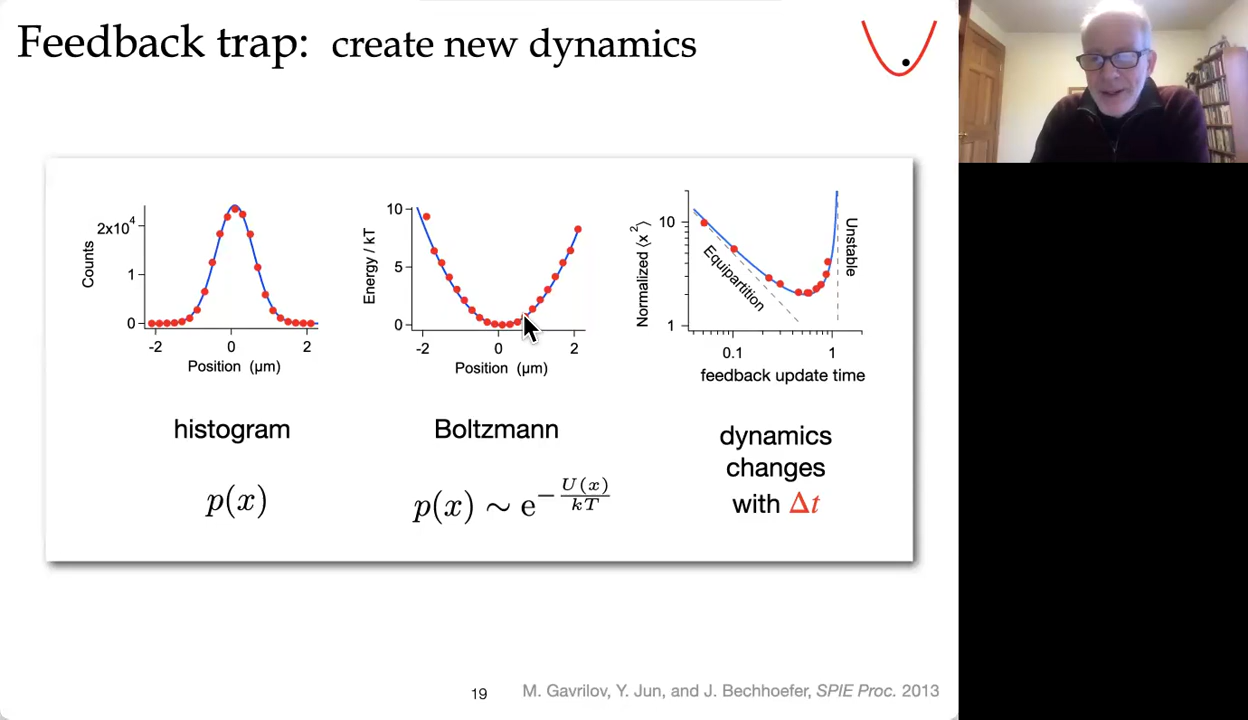 Feedback trap: create new dynamics
2x10⁴
1
0
Counts
-2 0 2
Position (µm)
histogram
p(x)
10
5
0
Energy / kT
-2 0 2
Position (µm)
Boltzmann
p(x) ∼ e^{-U(x)/kT}
10
1
Normalized ⟨x²⟩
Equipartition
Unstable
0.1 1
feedback update time
dynamics
changes
with Δt
19
M. Gavrilov, Y. Jun, and J. Bechhoefer, SPIE Proc. 2013